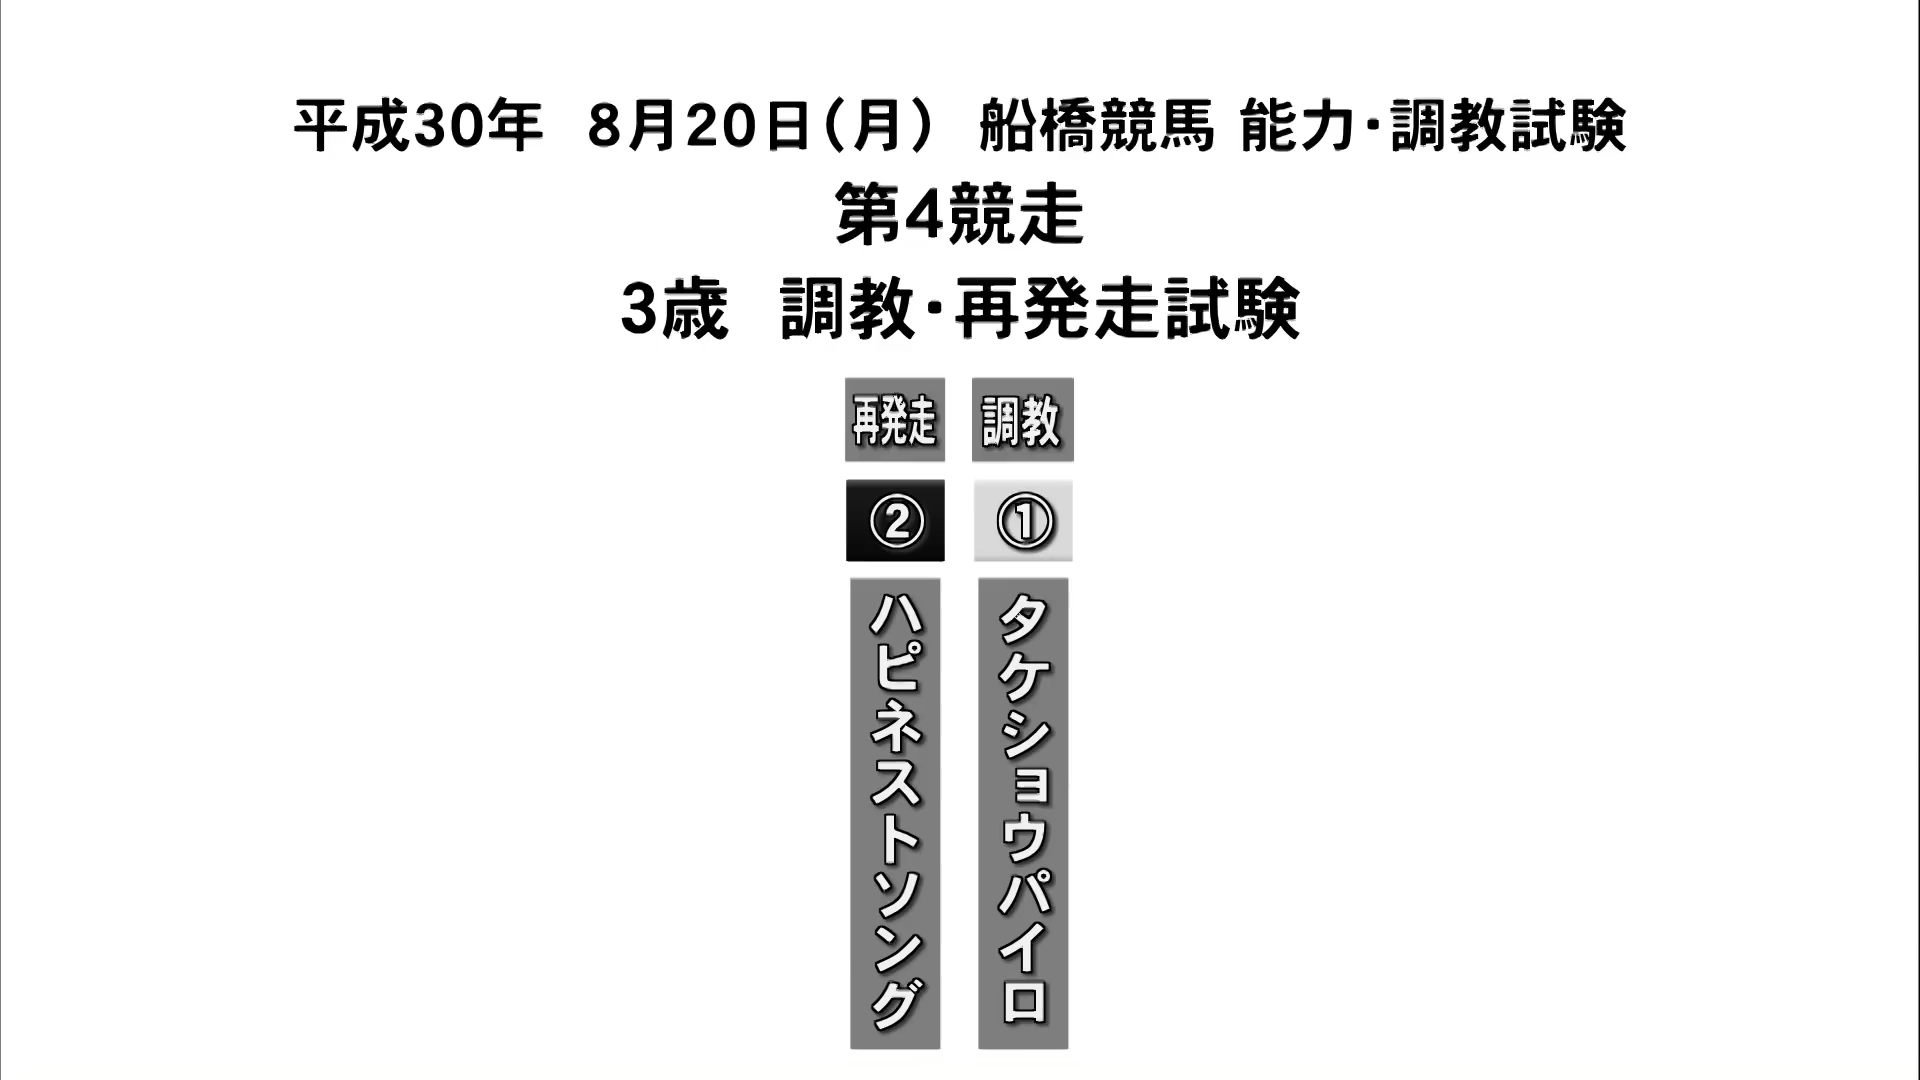 平成30年　8月20日(月)　船橋競馬 能力・調教試験
第4競走
3歳　調教・再発走試験
調教
①
タケショウパイロ
再発走
②
ハピネストソング